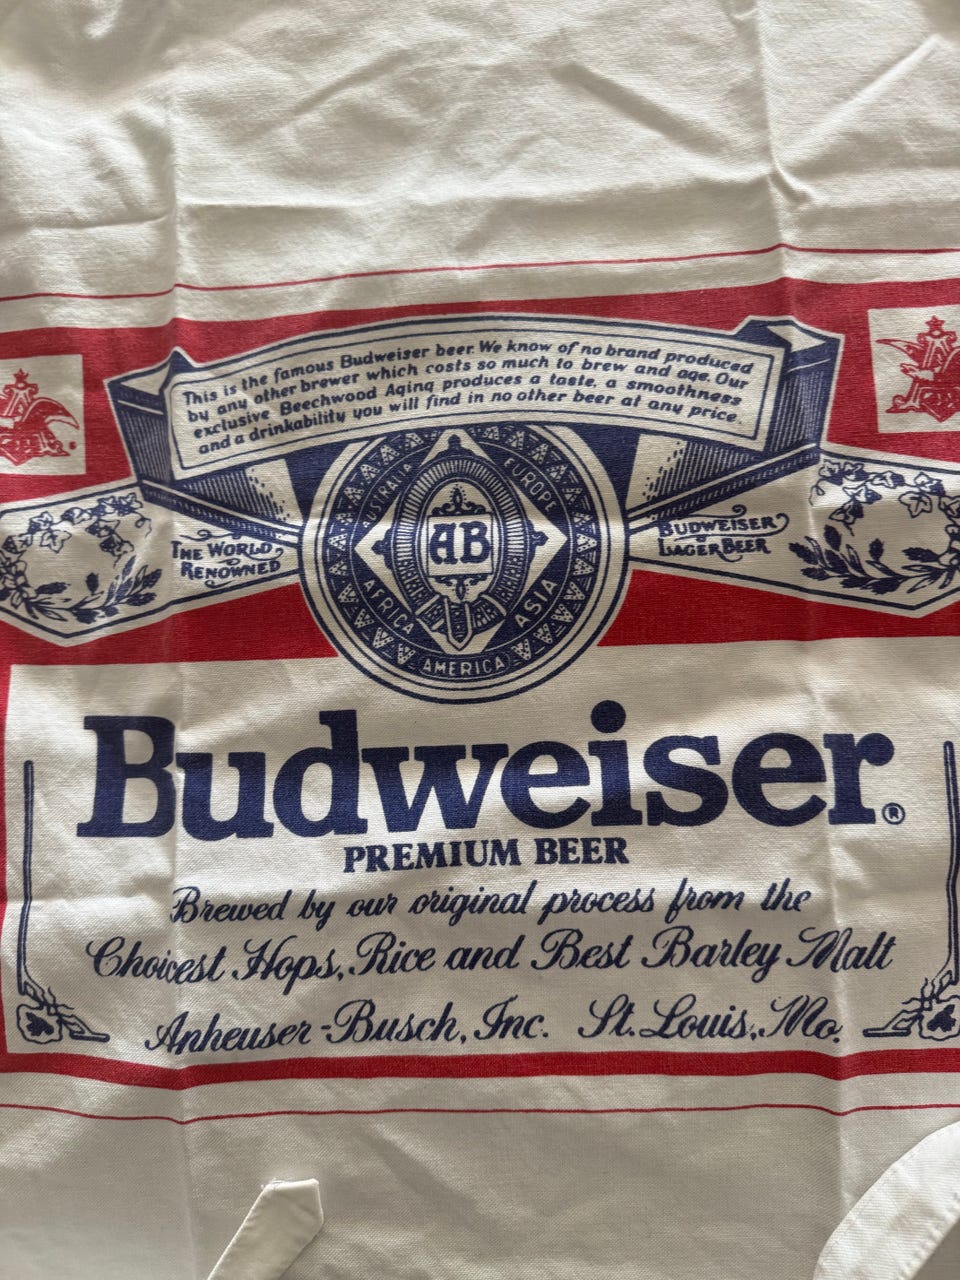 This is the famous Budweiser beer. We know of no brand produced
by any other brewer which costs so much to brew and age. Our
exclusive Beechwood Aging produces a taste, a smoothness
and a drinkability you will find in no other beer at any price.
AUSTRALIA
EUROPE
AB
AFRICA
ASIA
AMERICA
THE WORLD
RENOWNED
BUDWEISER
LAGER BEER
Budweiser®
PREMIUM BEER
Brewed by our original process from the
Choicest Hops, Rice and Best Barley Malt
Anheuser-Busch, Inc. St. Louis, Mo.